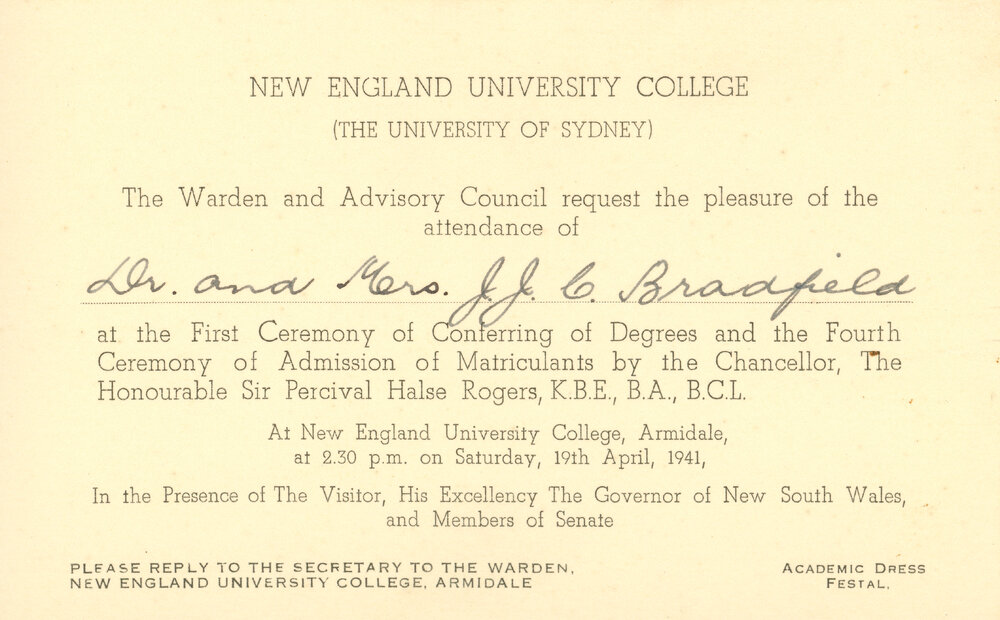 NEW ENGLAND UNIVERSITY COLLEGE
(THE UNIVERSITY OF SYDNEY)
The Warden and Advisory Council request the pleasure of the
attendance of
Dr. and Mrs. J.J.C. Bradfield
at the First Ceremony of Conferring of Degrees and the Fourth
Ceremony of Admission of Matriculants by the Chancellor, The
Honourable Sir Percival Halse Rogers, K.B.E., B.A., B.C.L.
At New England University College, Armidale,
at 2.30 p.m. on Saturday, 19th April, 1941,
In the Presence of The Visitor, His Excellency The Governor of New South Wales,
and Members of Senate
PLEASE REPLY TO THE SECRETARY TO THE WARDEN,
NEW ENGLAND UNIVERSITY COLLEGE, ARMIDALE
ACADEMIC DRESS
FESTAL.